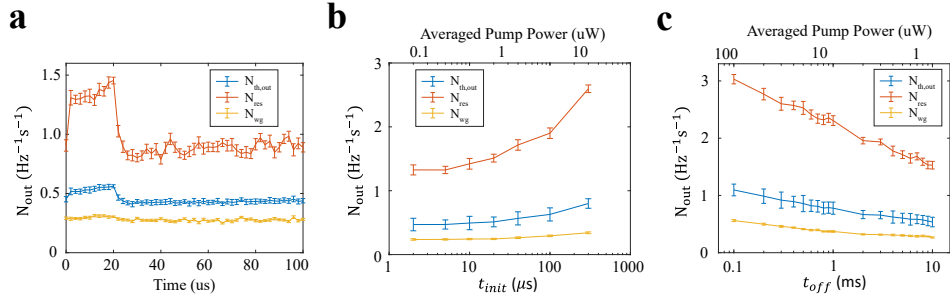 a
N_out (Hz⁻¹s⁻¹)
1.5
1.0
0.5
0
N_th,out
N_res
N_wg
0 20 40 60 80 100
Time (us)
b
Averaged Pump Power (uW)
0.1 1 10
N_out (Hz⁻¹s⁻¹)
3
2
1
0
N_th,out
N_res
N_wg
1 10 100 1000
t_init (μs)
c
Averaged Pump Power (uW)
100 10 1
N_out (Hz⁻¹s⁻¹)
3
2
1
0
N_th,out
N_res
N_wg
0.1 1 10
t_off (ms)